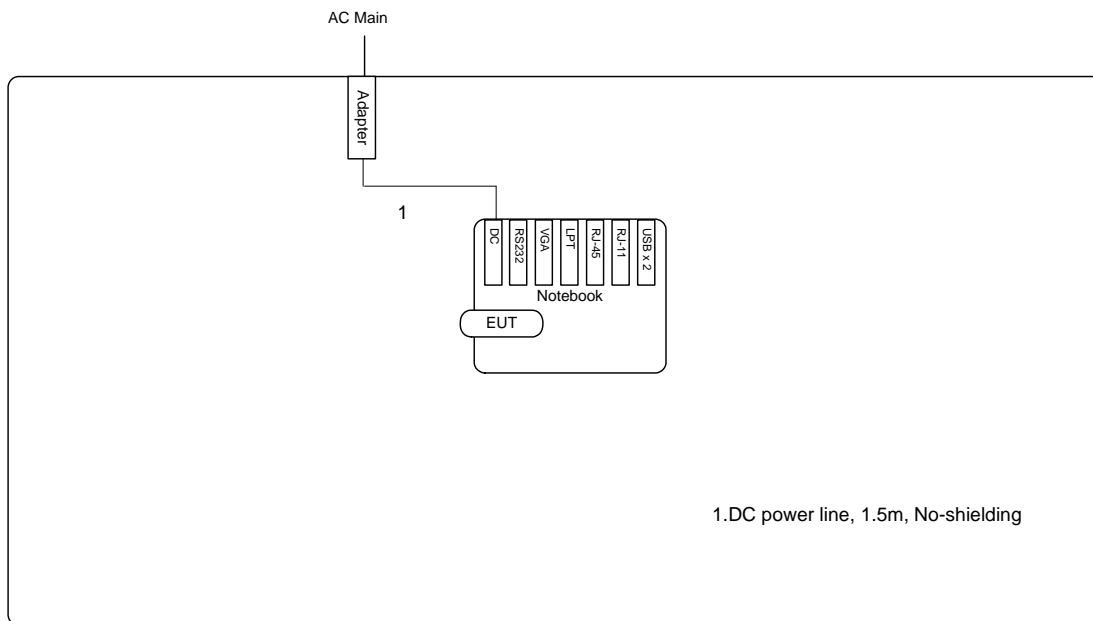 AC Main
Adapter
1
DC
RS232
VGA
LPT
RJ-45
RJ-11
USB x 2
Notebook
EUT
1.DC power line, 1.5m, No-shielding